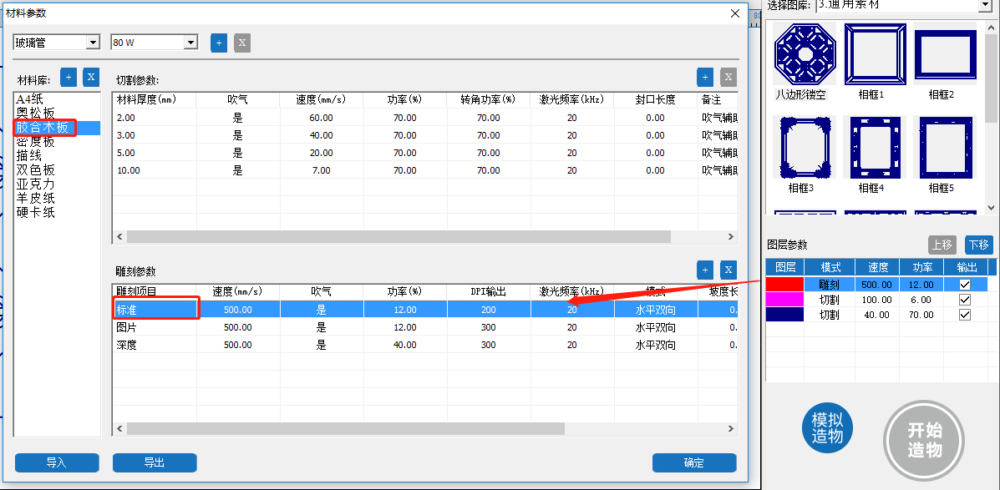 材料参数
玻璃管
80 W
+
X
材料库:
+
X
A4纸
奥松板
胶合木板
密度板
描线
双色板
亚克力
羊皮纸
硬卡纸
切割参数:
+
X
材料厚度(mm) 吹气 速度(mm/s) 功率(%) 转角功率(%) 激光频率(kHz) 封口长度 备注
2.00 是 60.00 70.00 70.00 20 0.00 吹气辅助
3.00 是 40.00 70.00 70.00 20 0.00 吹气辅助
5.00 是 20.00 70.00 70.00 20 0.00 吹气辅助
10.00 是 7.00 70.00 70.00 20 0.00 吹气辅助
雕刻参数
+
X
雕刻项目 速度(mm/s) 吹气 功率(%) DPI输出 激光频率(kHz) 模式 坡度长
标准 500.00 是 12.00 200 20 水平双向 0.
图片 500.00 是 12.00 300 20 水平双向 0.
深度 500.00 是 40.00 300 20 水平双向 0.
导入
导出
确定
选择图库: 3.通用素材
八边形镂空 相框1 相框2
相框3 相框4 相框5
图层参数
上移
下移
图层 模式 速度 功率 输出
雕刻 500.00 12.00
切割 100.00 6.00
切割 40.00 70.00
模拟
造物
开始
造物